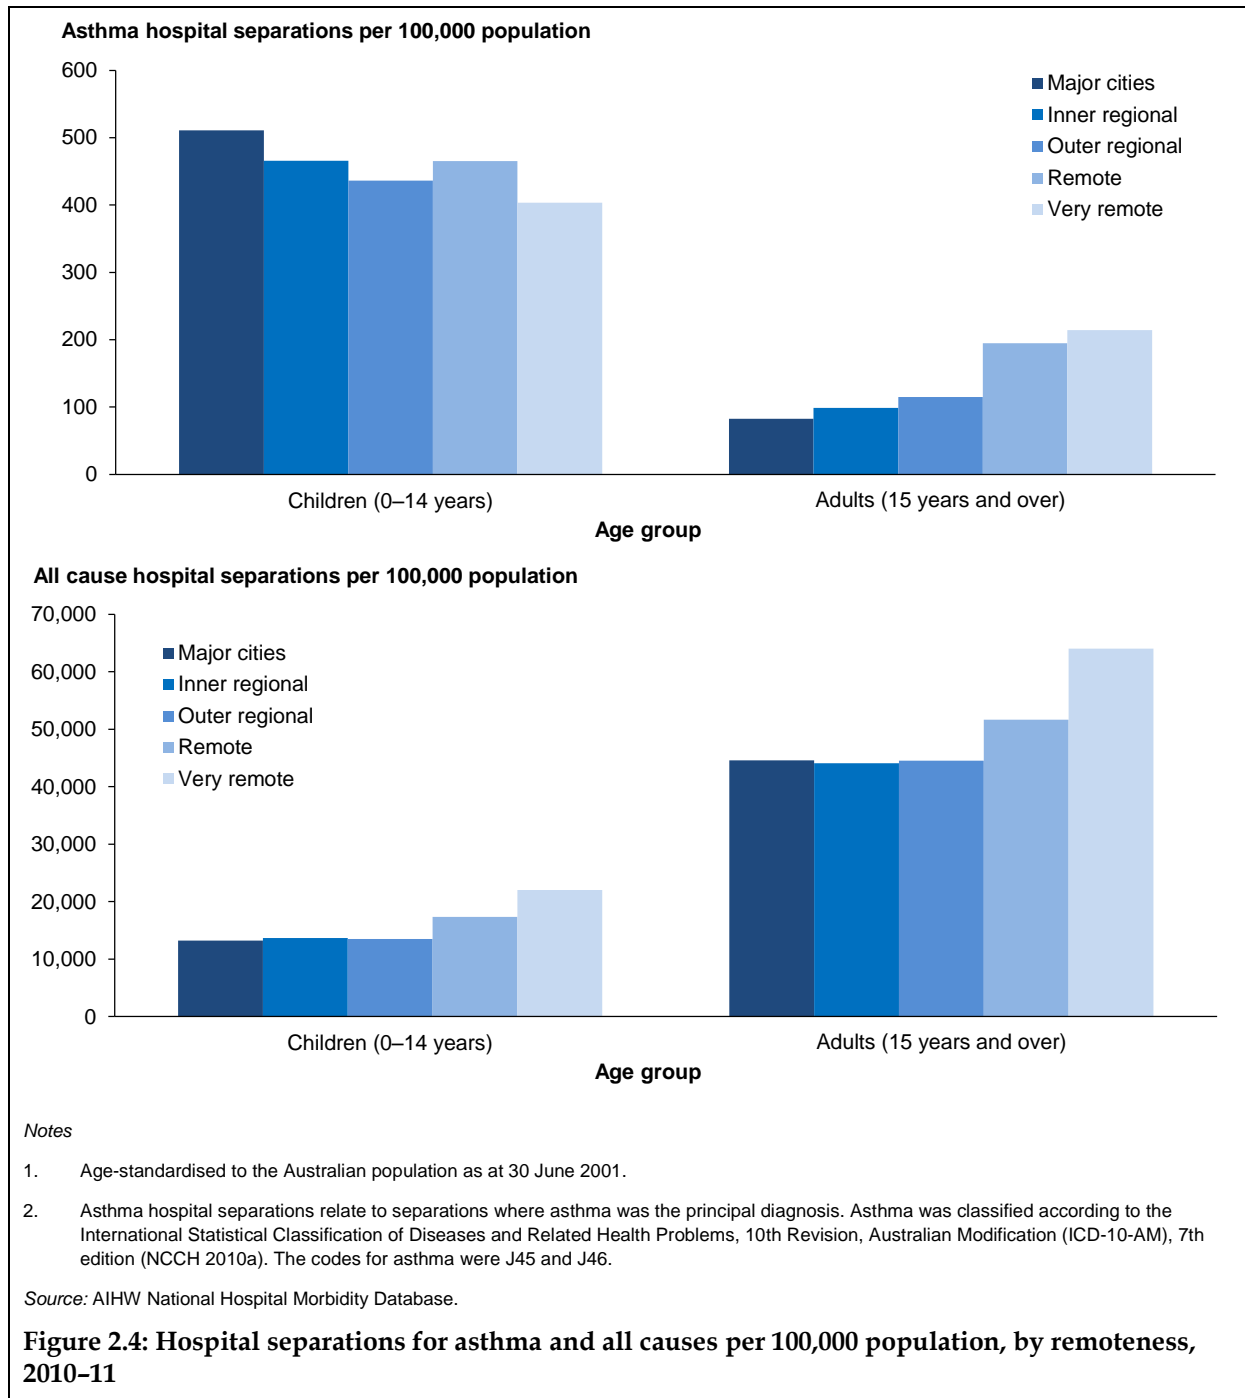 Asthma hospital separations per 100,000 population
600
500
400
300
200
100
0
Major cities
Inner regional
Outer regional
Remote
Very remote
Children (0–14 years)
Adults (15 years and over)
Age group
All cause hospital separations per 100,000 population
70,000
60,000
50,000
40,000
30,000
20,000
10,000
0
Major cities
Inner regional
Outer regional
Remote
Very remote
Children (0–14 years)
Adults (15 years and over)
Age group
Notes
1. Age-standardised to the Australian population as at 30 June 2001.
2. Asthma hospital separations relate to separations where asthma was the principal diagnosis. Asthma was classified according to the
International Statistical Classification of Diseases and Related Health Problems, 10th Revision, Australian Modification (ICD-10-AM), 7th
edition (NCCH 2010a). The codes for asthma were J45 and J46.
Source: AIHW National Hospital Morbidity Database.
Figure 2.4: Hospital separations for asthma and all causes per 100,000 population, by remoteness,
2010–11